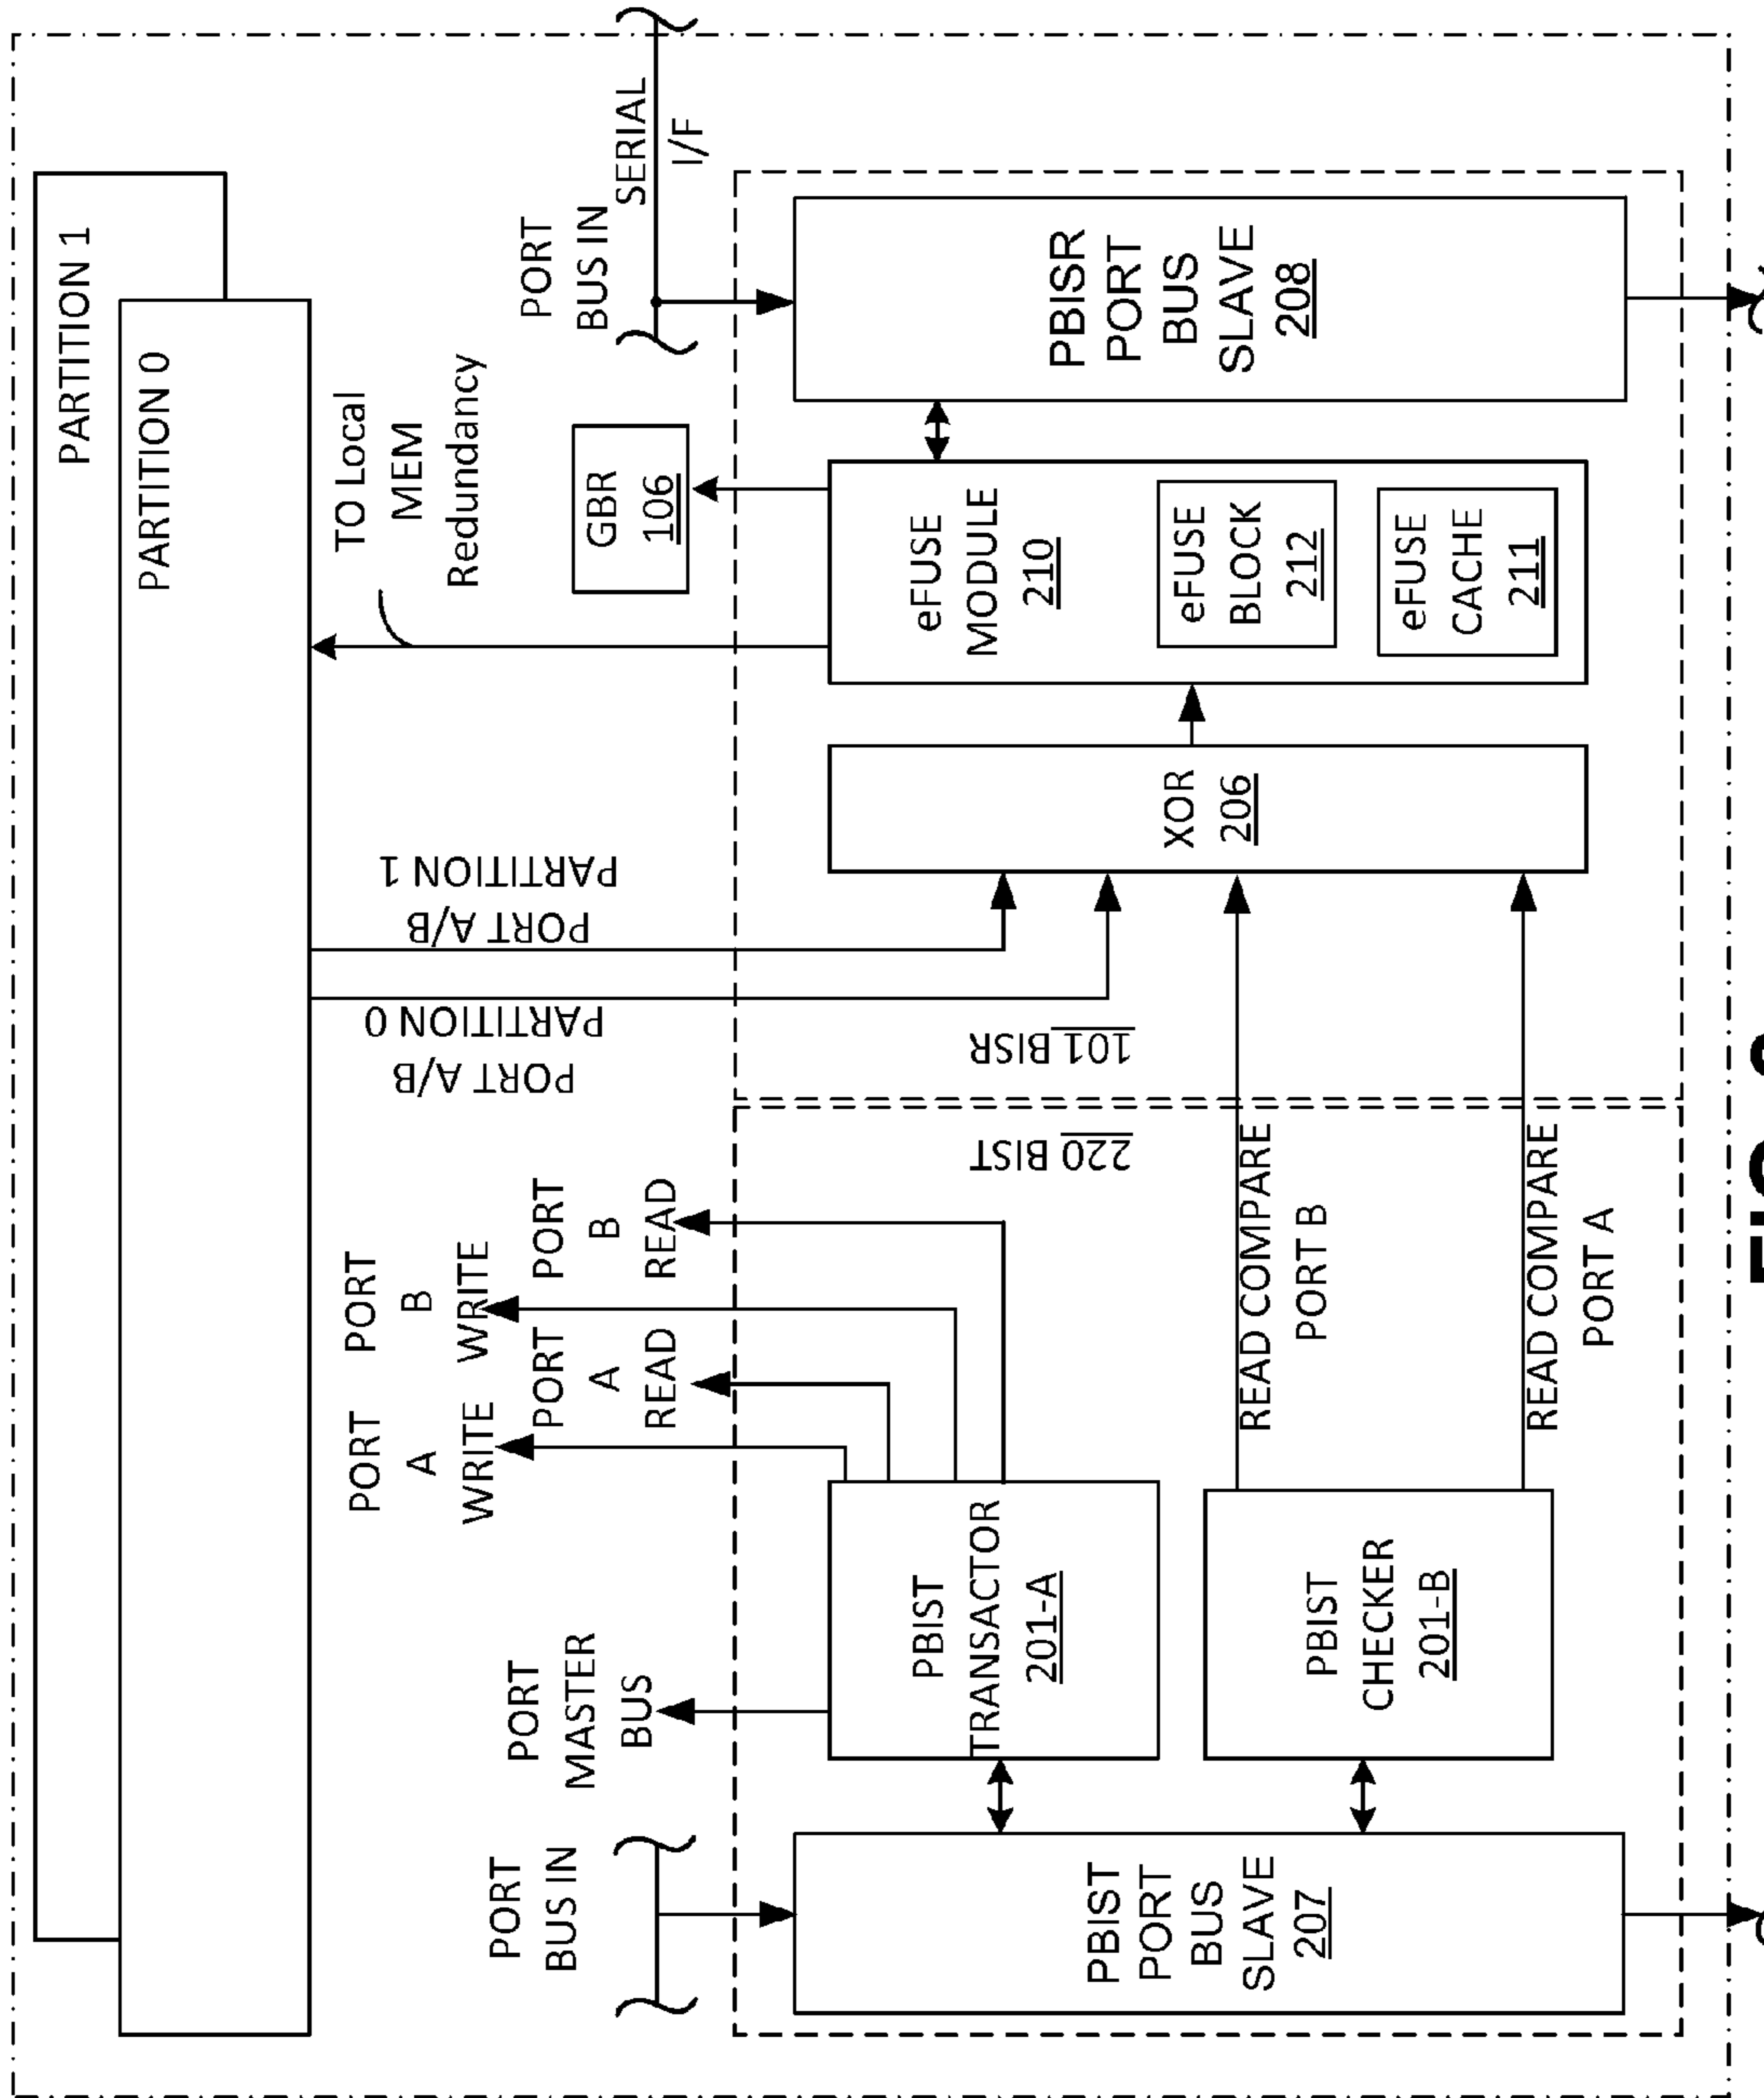 PARTITION 1
PARTITION 0
PORT
BUS IN
PORT
MASTER
BUS
PORT
A
WRITE
PORT
A
READ
PORT
B
WRITE
PORT
B
READ
PORT A/B
PARTITION 0
PORT A/B
PARTITION 1
TO Local
MEM
Redundancy
GBR
106
PORT
BUS IN
SERIAL
I/F
220 BIST
101 BISR
PBIST
PORT
BUS
SLAVE
207
PBIST
TRANSACTOR
201-A
PBIST
CHECKER
201-B
READ COMPARE
PORT B
READ COMPARE
PORT A
XOR
206
eFUSE
MODULE
210
eFUSE
BLOCK
212
eFUSE
CACHE
211
PBISR
PORT
BUS
SLAVE
208